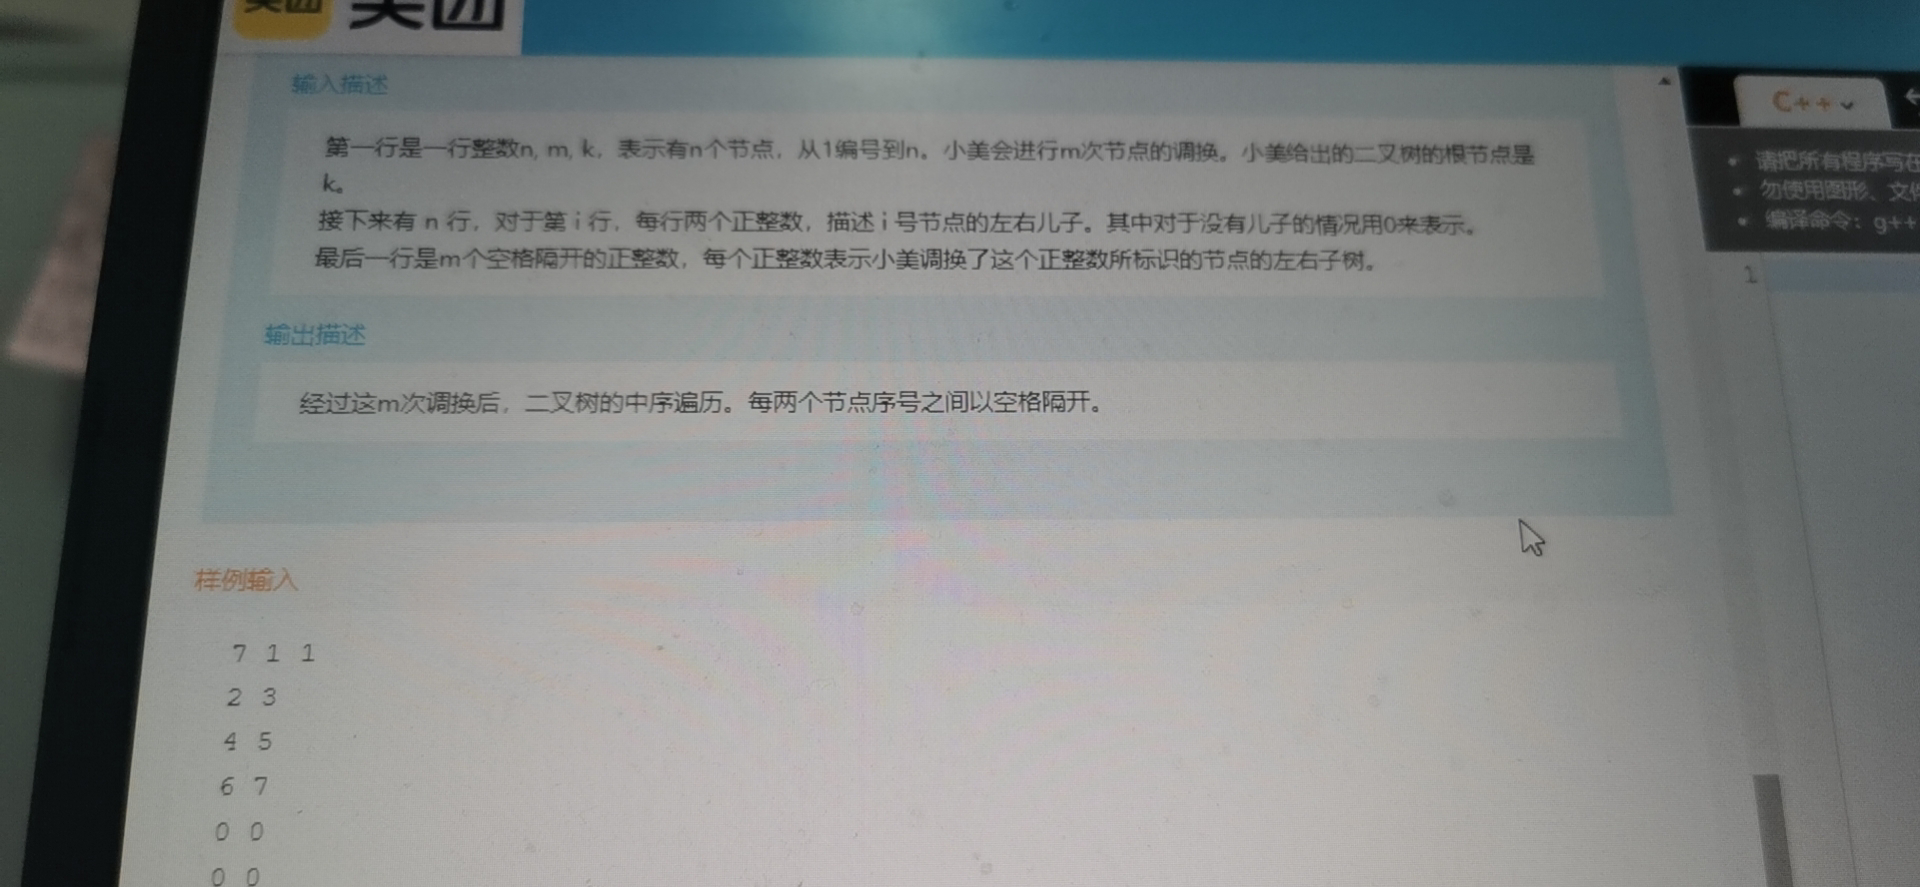 美团 美团
输入描述
C++
第一行是一行整数n, m, k，表示有n个节点，从1编号到n。小美会进行m次节点的调换。小美给出的二叉树的根节点是
k。
接下来有 n 行，对于第 i 行，每行两个正整数，描述 i 号节点的左右儿子。其中对于没有儿子的情况用0来表示。
最后一行是m个空格隔开的正整数，每个正整数表示小美调换了这个正整数所标识的节点的左右子树。
请把所有程序写在
勿使用图形、文件
编译命令：g++
1
输出描述
经过这m次调换后，二叉树的中序遍历。每两个节点序号之间以空格隔开。
样例输入
7 1 1
2 3
4 5
6 7
0 0
0 0